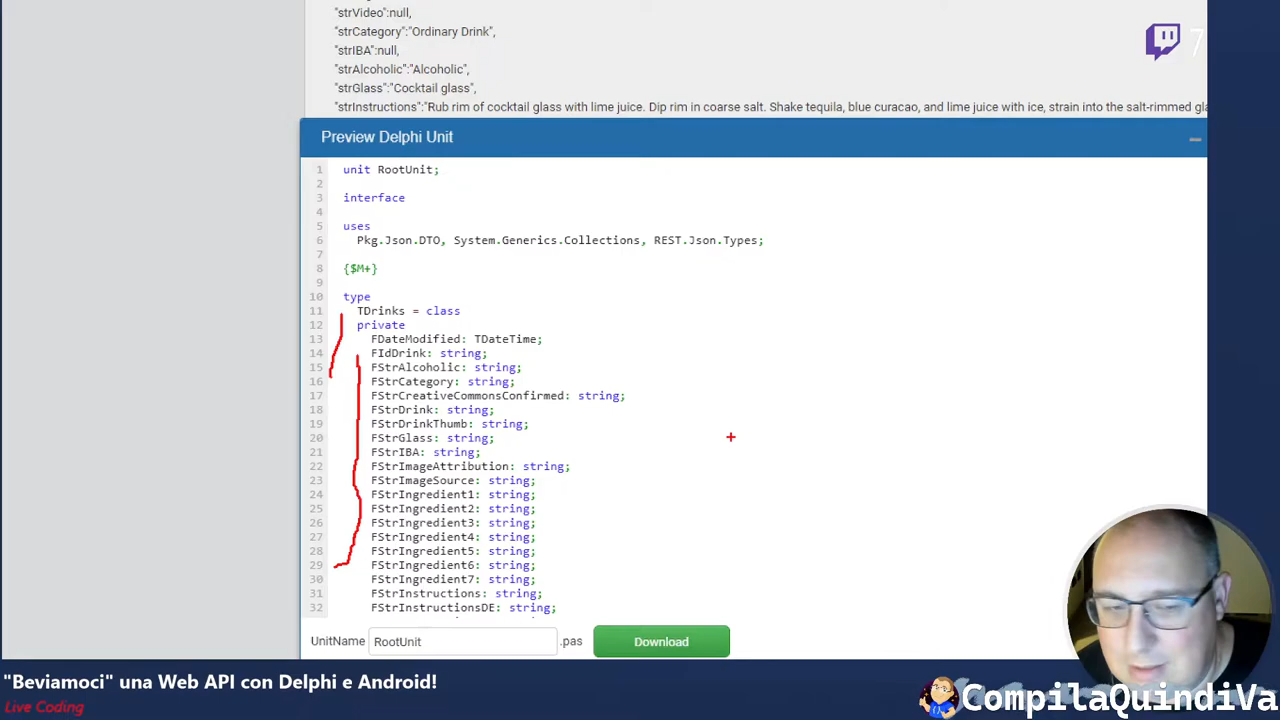 "strVideo":null,
"strCategory":"Ordinary Drink",
"strIBA":null,
"strAlcoholic":"Alcoholic",
"strGlass":"Cocktail glass",
"strInstructions":"Rub rim of cocktail glass with lime juice. Dip rim in coarse salt. Shake tequila, blue curacao, and lime juice with ice, strain into the salt-rimmed
7
Preview Delphi Unit
1 unit RootUnit;
2
3 interface
4
5 uses
6 Pkg.Json.DTO, System.Generics.Collections, REST.Json.Types;
7
8 {$M+}
9
10 type
11 TDrinks = class
12 private
13 FDateModified: TDateTime;
14 FIdDrink: string;
15 FStrAlcoholic: string;
16 FStrCategory: string;
17 FStrCreativeCommonsConfirmed: string;
18 FStrDrink: string;
19 FStrDrinkThumb: string;
20 FStrGlass: string;
21 FStrIBA: string;
22 FStrImageAttribution: string;
23 FStrImageSource: string;
24 FStrIngredient1: string;
25 FStrIngredient2: string;
26 FStrIngredient3: string;
27 FStrIngredient4: string;
28 FStrIngredient5: string;
29 FStrIngredient6: string;
30 FStrIngredient7: string;
31 FStrInstructions: string;
32 FStrInstructionsDE: string;
UnitName RootUnit .pas Download
"Beviamoci" una Web API con Delphi e Android!
Live Coding
CompilaQuindiVa